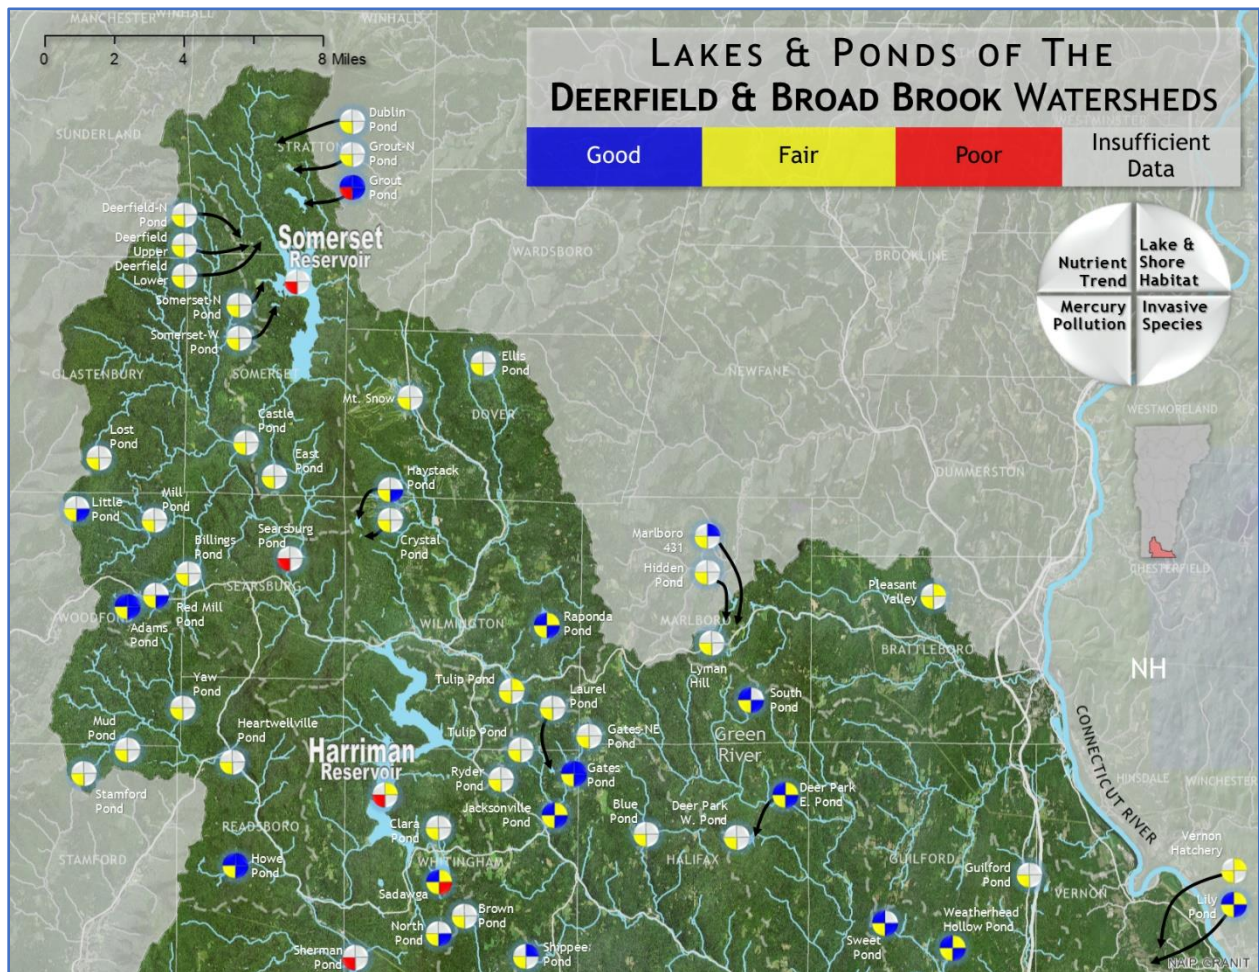 MANCHESTER
WINHALL
WINHALL
0 2 4 8 Miles
LAKES & PONDS OF THE
DEERFIELD & BROAD BROOK WATERSHEDS
Good
Fair
Poor
Insufficient
Data
WESTMINSTER
SUNDERLAND
STRATTON
Dublin
Pond
Grout-N
Pond
Grout
Pond
Deerfield-N
Pond
Deerfield
Upper
Deerfield
Lower
Somerset
Reservoir
Somerset-N
Pond
Somerset-W
Pond
WARDSBORO
BROOKLINE
Nutrient
Trend
Lake &
Shore
Habitat
Mercury
Pollution
Invasive
Species
GLASTENBURY
SOMERSET
Ellis
Pond
Mt. Snow
DOVER
NEWFANE
WESTMORELAND
Castle
Pond
Lost
Pond
East
Pond
Haystack
Pond
DUMMERSTON
Little
Pond
Mill
Pond
Searsburg
Pond
Crystal
Pond
Marlboro
431
Billings
Pond
Hidden
Pond
CHESTERFIELD
SEARSBURG
Pleasant
Valley
WOODFORD
Red Mill
Pond
Adams
Pond
WILMINGTON
Raponda
Pond
MARLBORO
BRATTLEBORO
Lyman
Hill
NH
Yaw
Pond
Tulip Pond
Laurel
Pond
South
Pond
Mud
Pond
Heartwellville
Pond
Tulip Pond
Gates-NE
Pond
Green
River
CONNECTICUT RIVER
Harriman
Reservoir
Stamford
Pond
Ryder
Pond
Gates
Pond
HINSDALE
WINCHESTER
Jacksonville
Pond
Blue
Pond
Deer Park
W. Pond
Deer Park
E. Pond
READSBORO
Clara
Pond
Vernon
Hatchery
STAMFORD
Howe
Pond
WHITINGHAM
HALIFAX
GUILFORD
Guilford
Pond
VERNON
Sadawga
Lily
Pond
Brown
Pond
North
Pond
Sweet
Pond
Weatherhead
Hollow Pond
Sherman
Pond
Shippee
Pond
NAIP, GRANIT